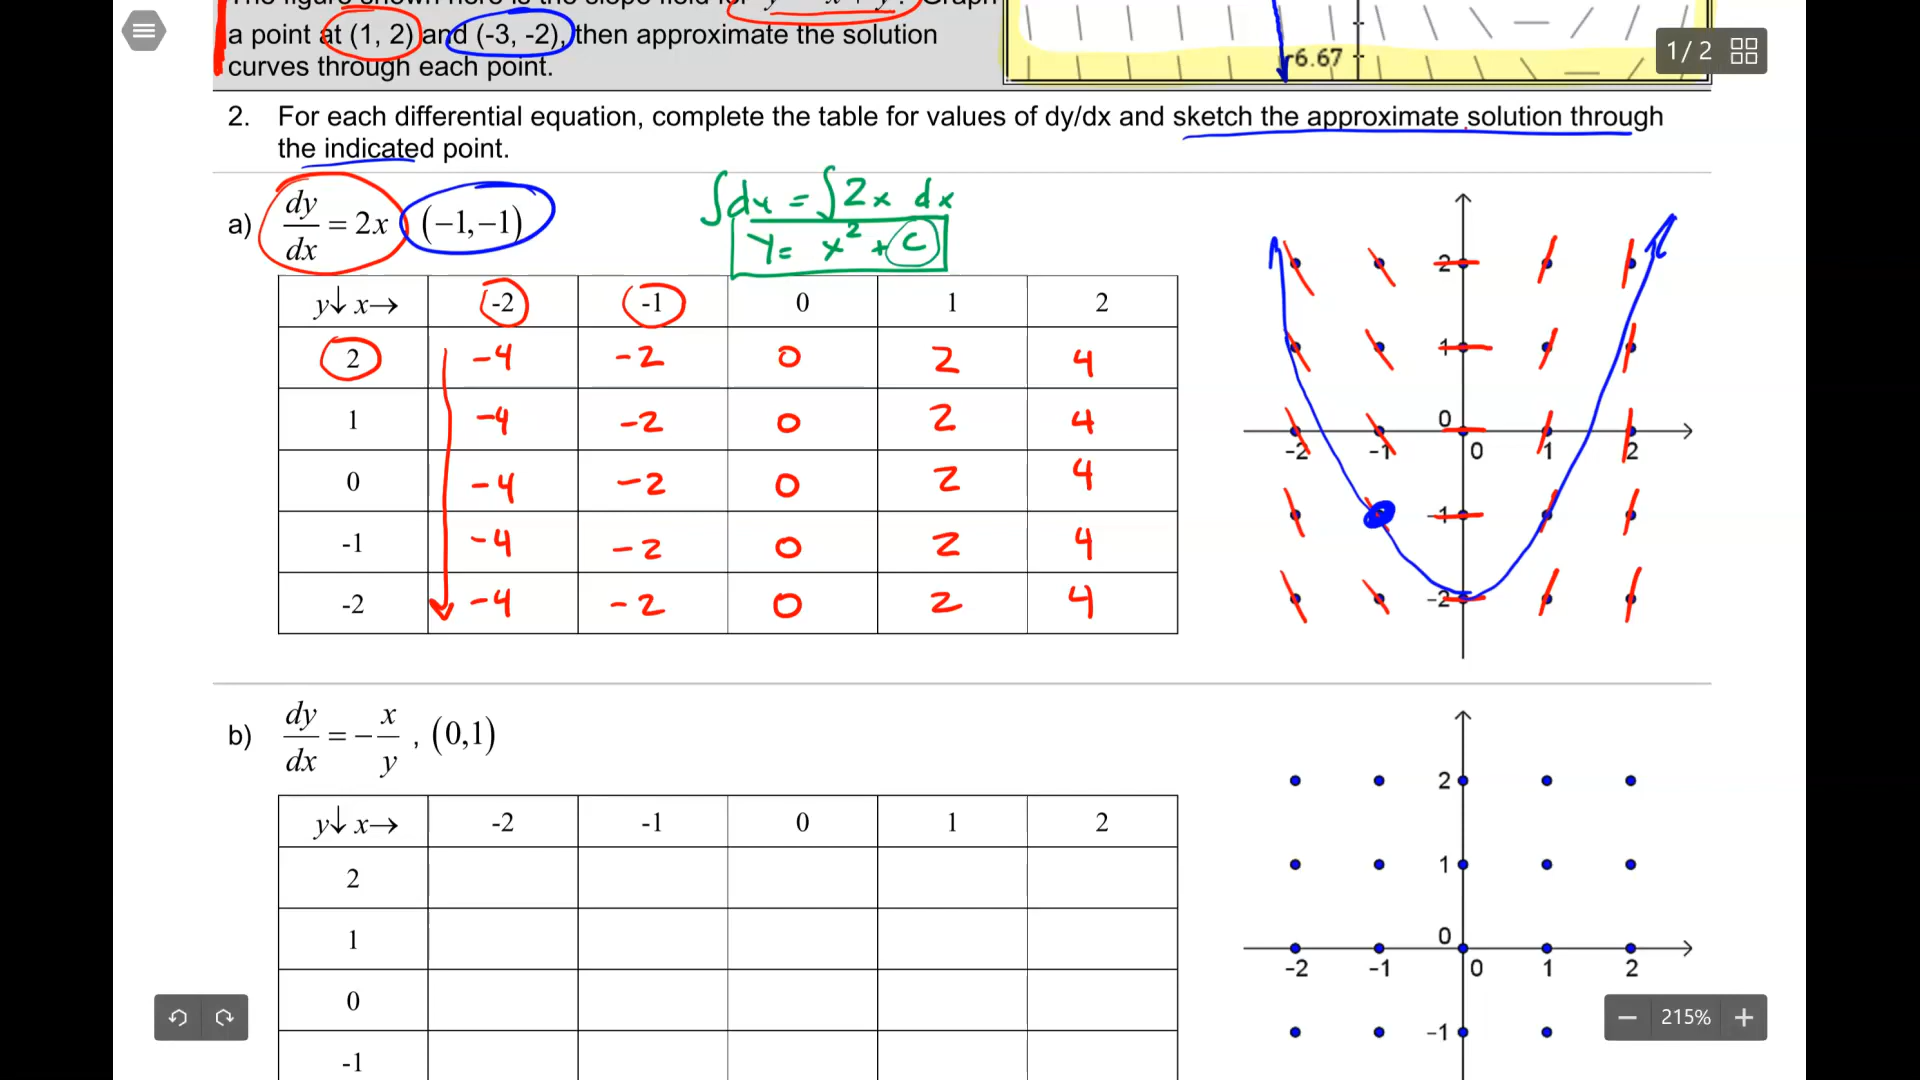 a point at (1, 2) and (-3, -2), then approximate the solution
curves through each point.
-6.67
1 / 2
2. For each differential equation, complete the table for values of dy/dx and sketch the approximate solution through
the indicated point.
a) dy/dx = 2x (−1,−1)
∫dy = ∫2x dx
y = x² + C
y↓ x→ -2 -1 0 1 2
2 -4 -2 0 2 4
1 -4 -2 0 2 4
0 -4 -2 0 2 4
-1 -4 -2 0 2 4
-2 -4 -2 0 2 4
2
1
0
-2 -1 0 1 2
-1
-2
b) dy/dx = − x/y , (0,1)
y↓ x→ -2 -1 0 1 2
2
1
0
-1
2
1
0
-2 -1 0 1 2
-1
215%